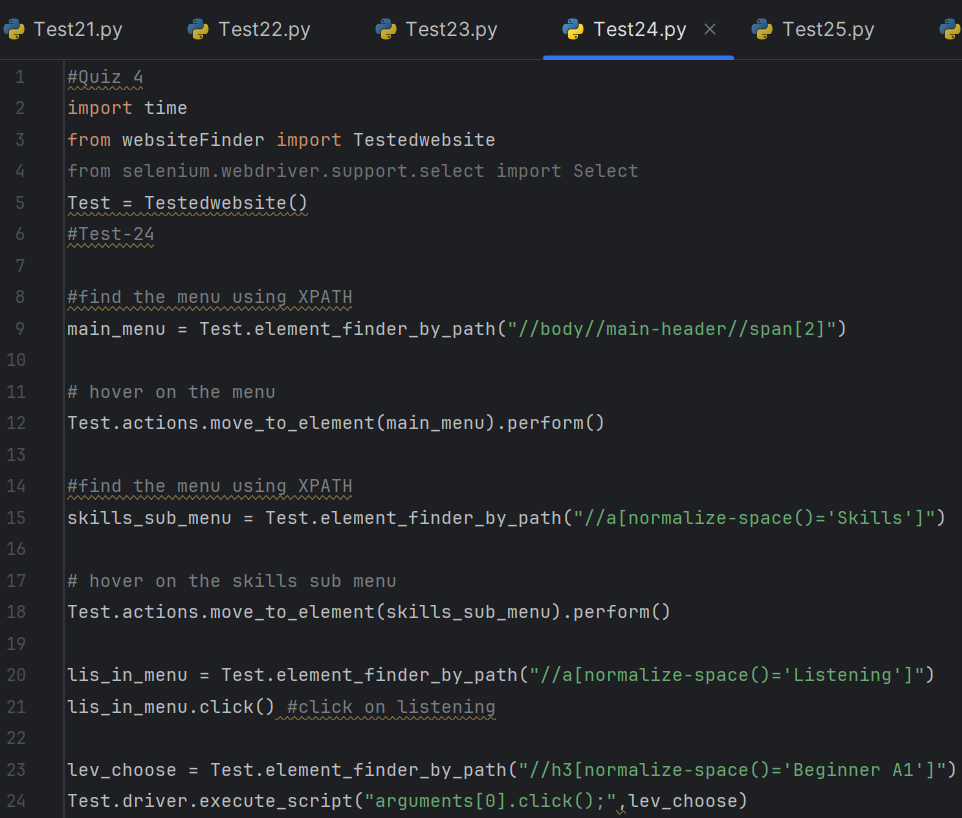 Test21.py Test22.py Test23.py Test24.py Test25.py
1 #Quiz 4
2 import time
3 from websiteFinder import Testedwebsite
4 from selenium.webdriver.support.select import Select
5 Test = Testedwebsite()
6 #Test-24
7
8 #find the menu using XPATH
9 main_menu = Test.element_finder_by_path("//body//main-header//span[2]")
10
11 # hover on the menu
12 Test.actions.move_to_element(main_menu).perform()
13
14 #find the menu using XPATH
15 skills_sub_menu = Test.element_finder_by_path("//a[normalize-space()='Skills']")
16
17 # hover on the skills sub menu
18 Test.actions.move_to_element(skills_sub_menu).perform()
19
20 lis_in_menu = Test.element_finder_by_path("//a[normalize-space()='Listening']")
21 lis_in_menu.click() #click on listening
22
23 lev_choose = Test.element_finder_by_path("//h3[normalize-space()='Beginner A1']")
24 Test.driver.execute_script("arguments[0].click();",lev_choose)